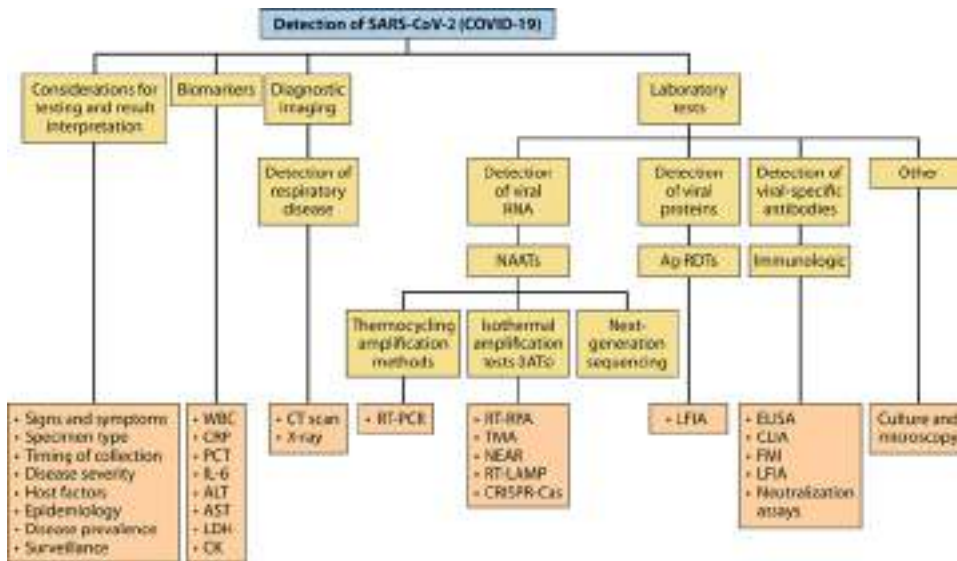 Detection of SARS-CoV-2 (COVID-19)
Considerations for
testing and result
interpretation
Biomarkers
Diagnostic
imaging
Laboratory
tests
Detection of
respiratory
disease
Detection
of viral
RNA
Detection
of viral
proteins
Detection of
viral-specific
antibodies
Other
NAATs
Ag-RDTs
Immunologic
Thermocycling
amplification
methods
Isothermal
amplification
tests (IATs)
Next-
generation
sequencing
• Signs and symptoms
• Specimen type
• Timing of collection
• Disease severity
• Host factors
• Epidemiology
• Disease prevalence
• Surveillance
• WBC
• CRP
• PCT
• IL-6
• ALT
• AST
• LDH
• CK
• CT scan
• X-ray
• RT-PCR
• RT-RPA
• TMA
• NEAR
• RT-LAMP
• CRISPR-Cas
• LFIA
• ELISA
• CLIA
• FMI
• LFIA
• Neutralization
assays
Culture and
microscopy